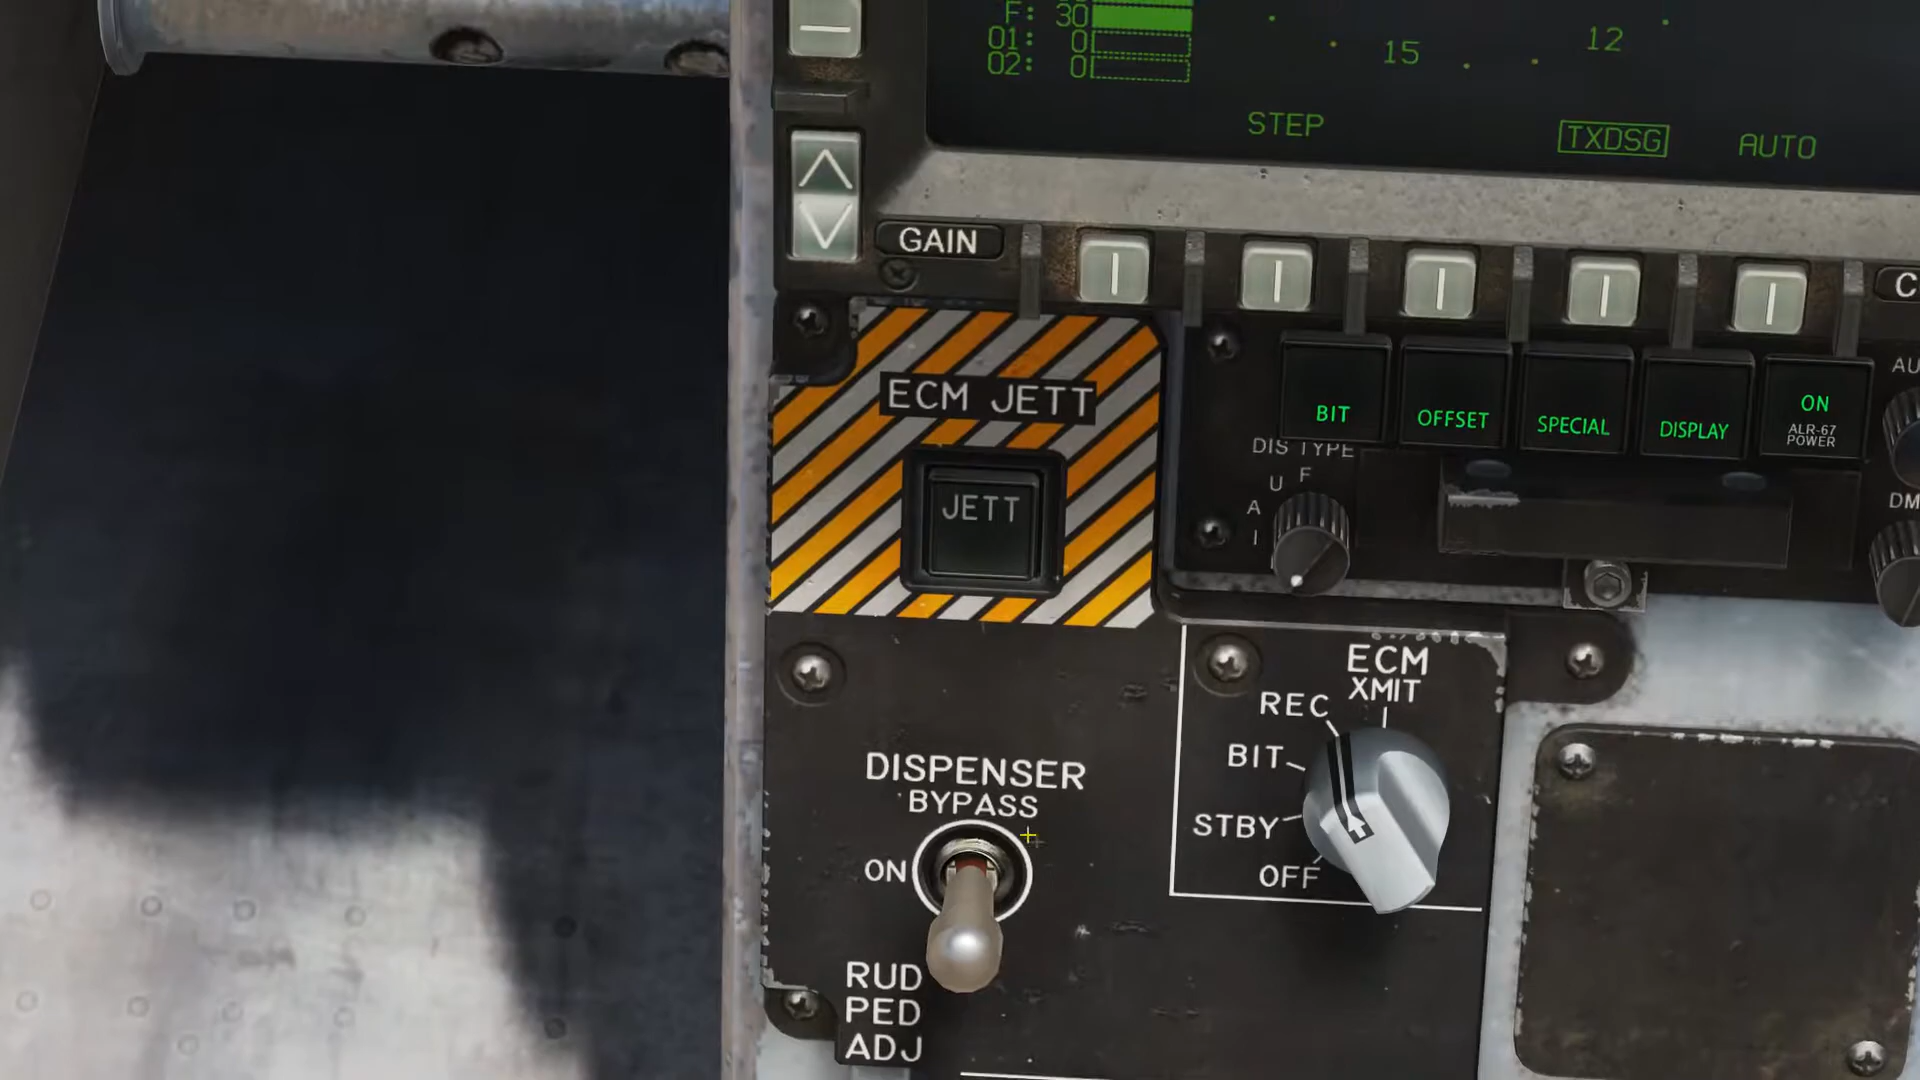 F: 30
01: 0
02: 0
15
12
STEP
TXDSG
AUTO
GAIN
ECM JETT
JETT
BIT
OFFSET
SPECIAL
DISPLAY
ON
ALR-67
POWER
DIS TYPE
F
U
A
I
ECM
XMIT
REC
BIT
STBY
OFF
DISPENSER
BYPASS
ON
RUD
PED
ADJ